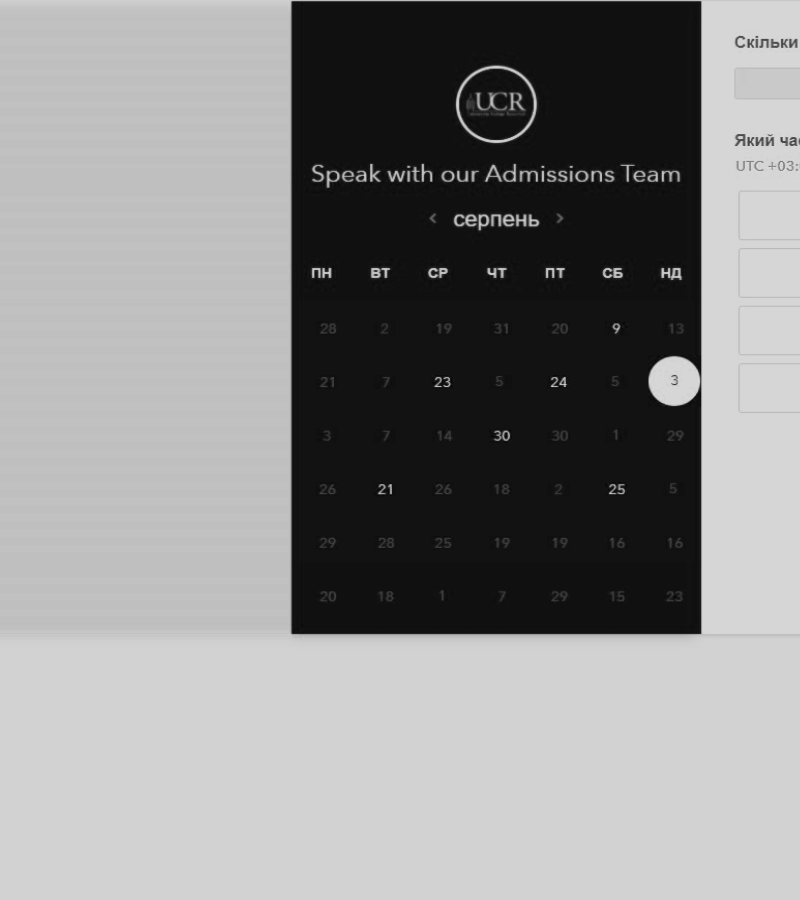 UCR
Speak with our Admissions Team
< серпень >
ПН ВТ СР ЧТ ПТ СБ НД
28 2 19 31 20 9 13
21 7 23 5 24 5 3
3 7 14 30 30 1 29
26 21 26 18 2 25 5
29 28 25 19 19 16 16
20 18 1 7 29 15 23
Скільки
Який час
UTC +03: